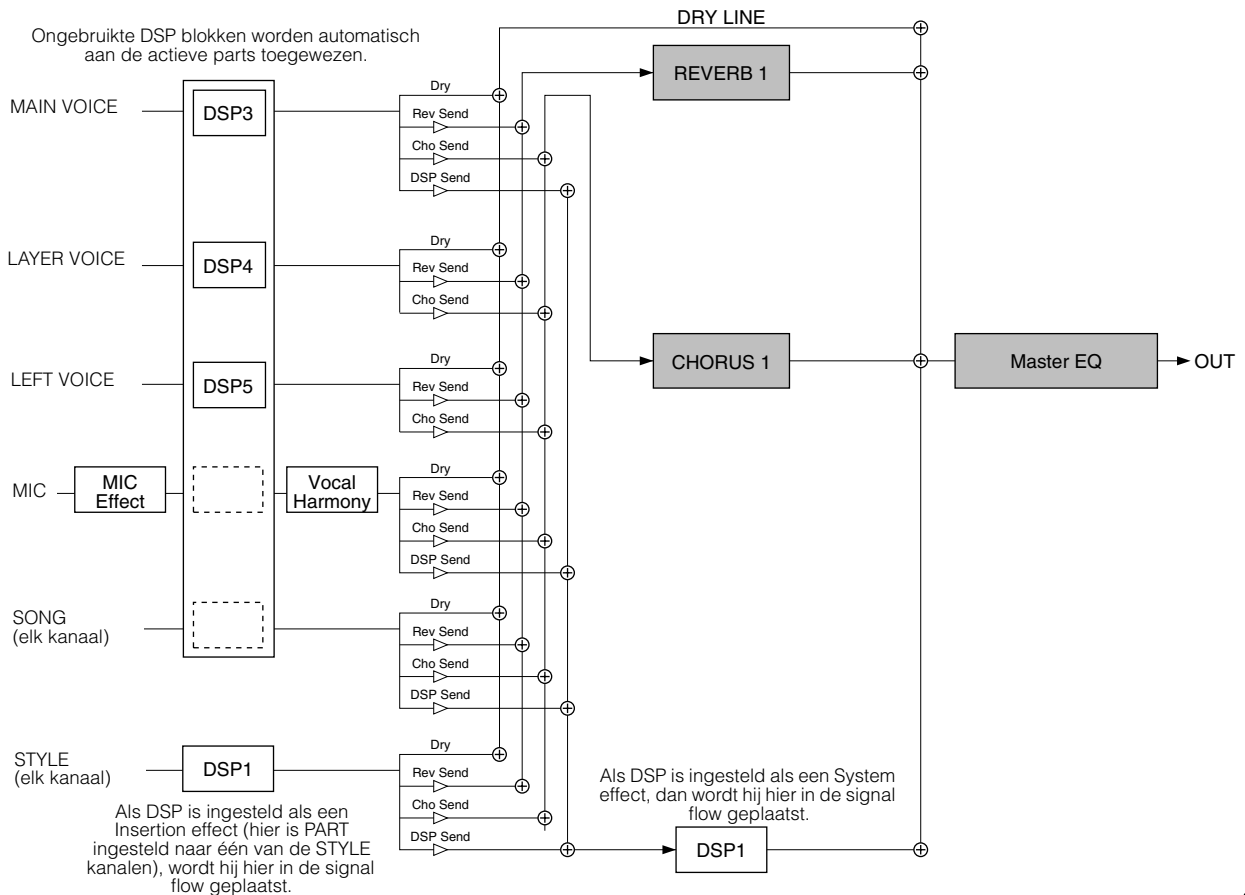 DRY LINE
Ongebruikte DSP blokken worden automatisch
aan de actieve parts toegewezen.
REVERB 1
MAIN VOICE
DSP3
Dry
Rev Send
Cho Send
DSP Send
LAYER VOICE
DSP4
Dry
Rev Send
Cho Send
LEFT VOICE
DSP5
Dry
Rev Send
Cho Send
CHORUS 1
Master EQ
OUT
MIC
MIC
Effect
Vocal
Harmony
Dry
Rev Send
Cho Send
DSP Send
SONG
(elk kanaal)
Dry
Rev Send
Cho Send
DSP Send
STYLE
(elk kanaal)
DSP1
Dry
Rev Send
Cho Send
DSP Send
Als DSP is ingesteld als een
Insertion effect (hier is PART
ingesteld naar één van de STYLE
kanalen), wordt hij hier in de signal
flow geplaatst.
Als DSP is ingesteld als een System
effect, dan wordt hij hier in de signal
flow geplaatst.
DSP1